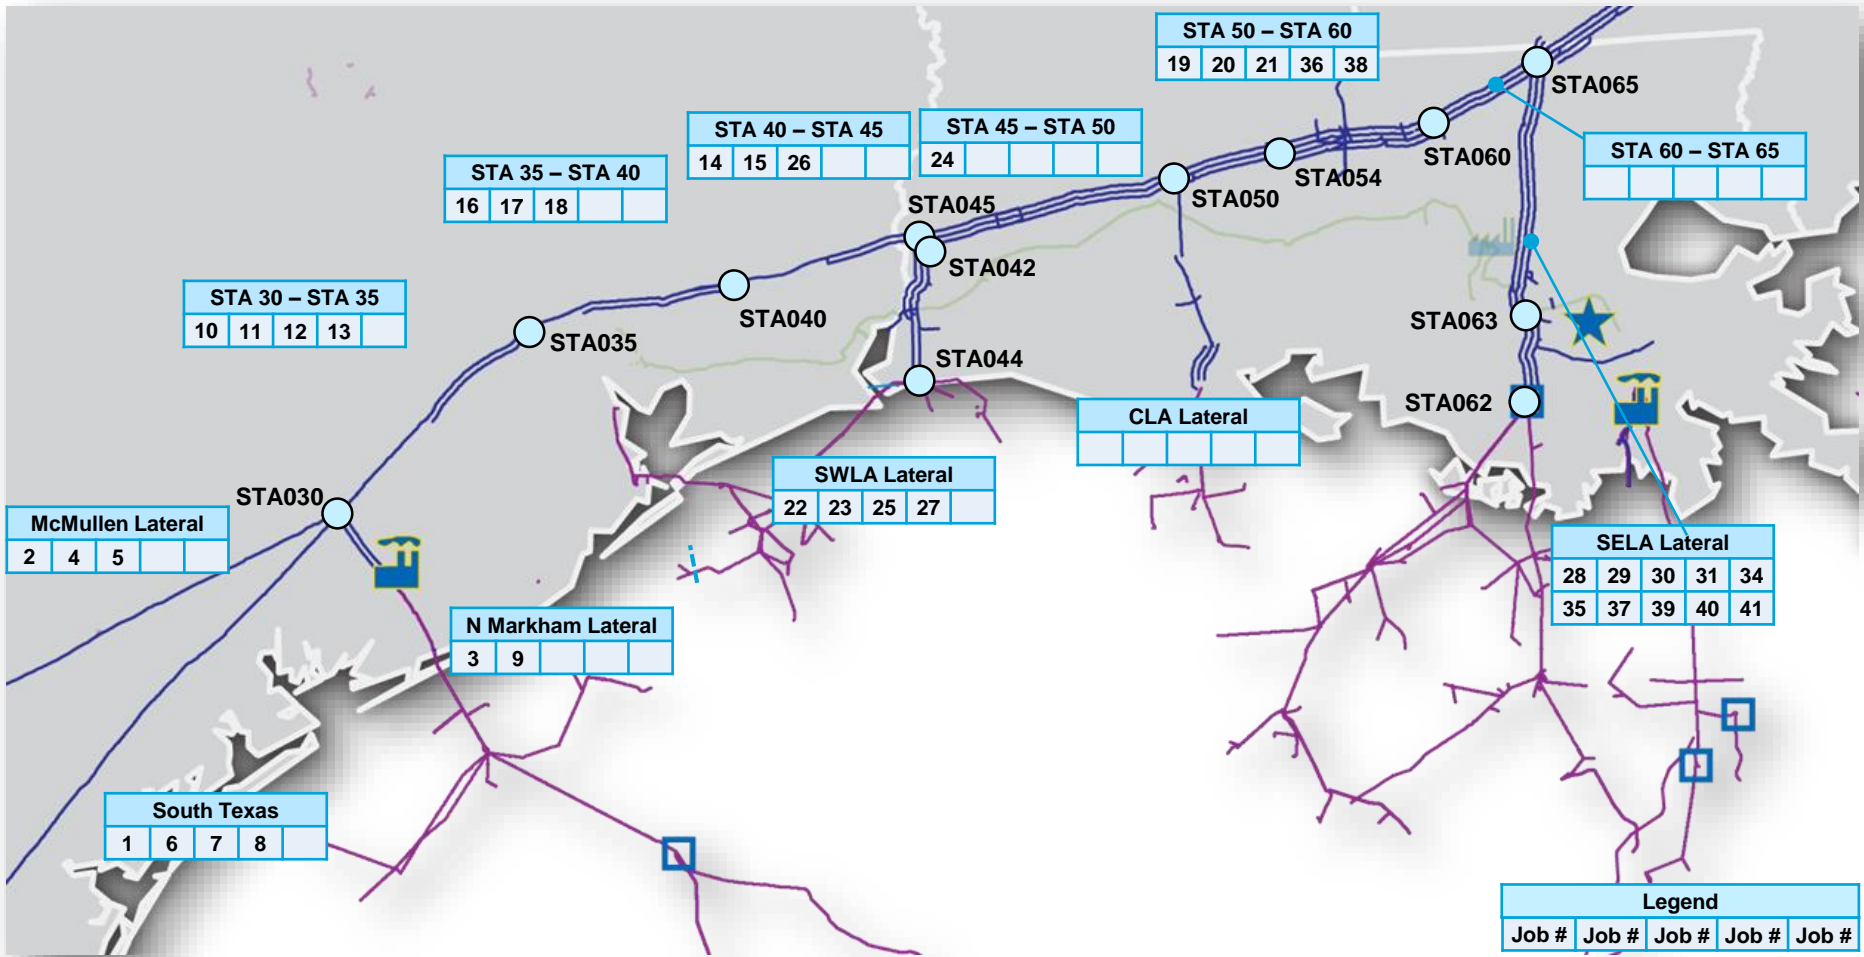 STA 50 – STA 60
19 20 21 36 38
STA065
STA 40 – STA 45
14 15 26
STA 45 – STA 50
24
STA060
STA 60 – STA 65
STA 35 – STA 40
16 17 18
STA054
STA050
STA045
STA042
STA 30 – STA 35
10 11 12 13
STA040
STA035
STA063
STA044
STA062
CLA Lateral
SWLA Lateral
22 23 25 27
STA030
McMullen Lateral
2 4 5
SELA Lateral
28 29 30 31 34
35 37 39 40 41
N Markham Lateral
3 9
South Texas
1 6 7 8
Legend
Job # Job # Job # Job # Job #